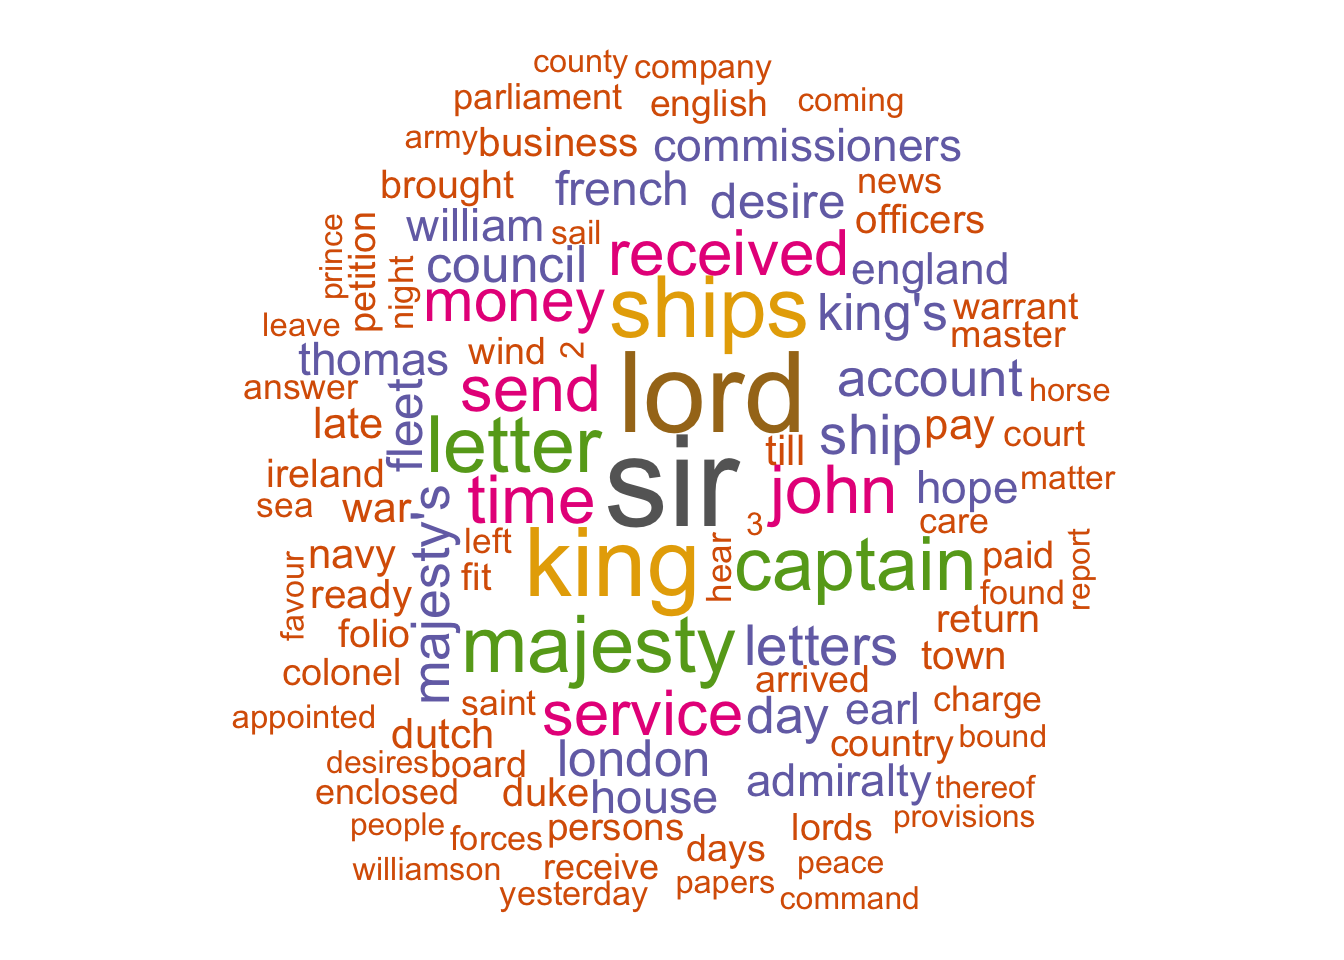 county company
parliament english coming
army business commissioners
brought french desire news
william sail officers
prince petition night council received england
money ships king's warrant
leave master
thomas wind 2 lord
answer send account horse
late fleet letter ship pay court
ireland till
sea war time sir john hope matter
3 care
navy left king hear captain paid report
favour ready fit found
majesty's return
folio majesty letters town
colonel arrived
appointed saint service day earl charge
dutch country bound
desires board london admiralty
enclosed duke house thereof
people forces persons lords provisions
williamson receive days peace
yesterday papers command